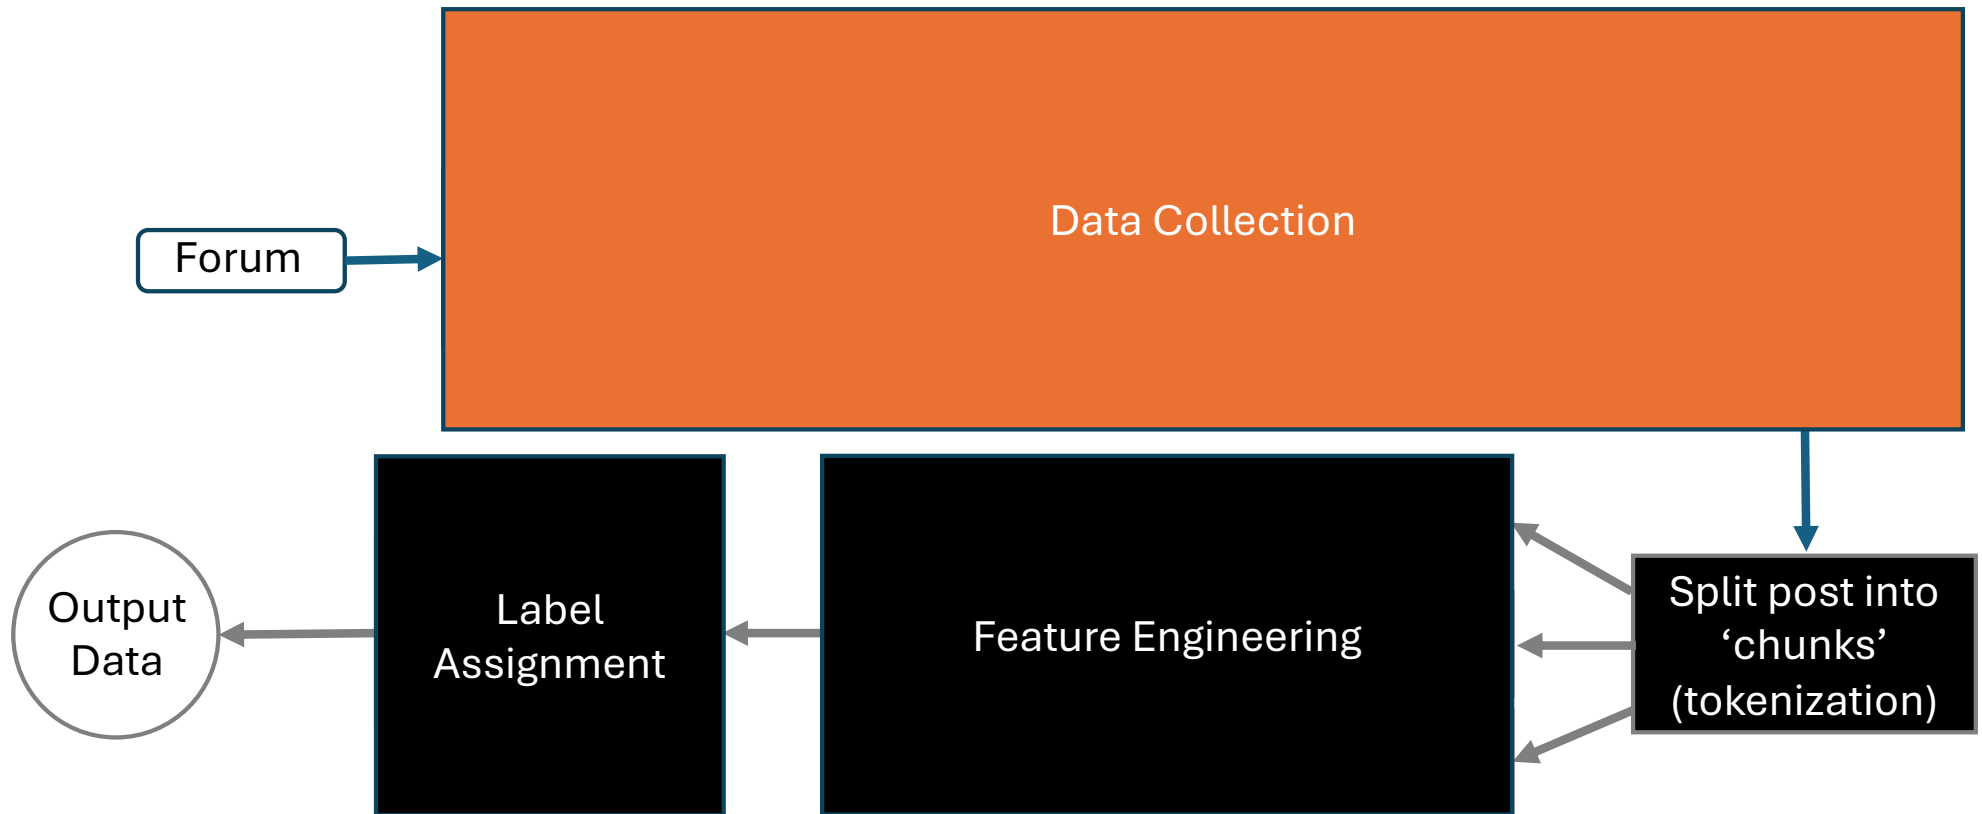 Data Collection
Forum
Split post into
‘chunks’
(tokenization)
Feature Engineering
Label
Assignment
Output
Data